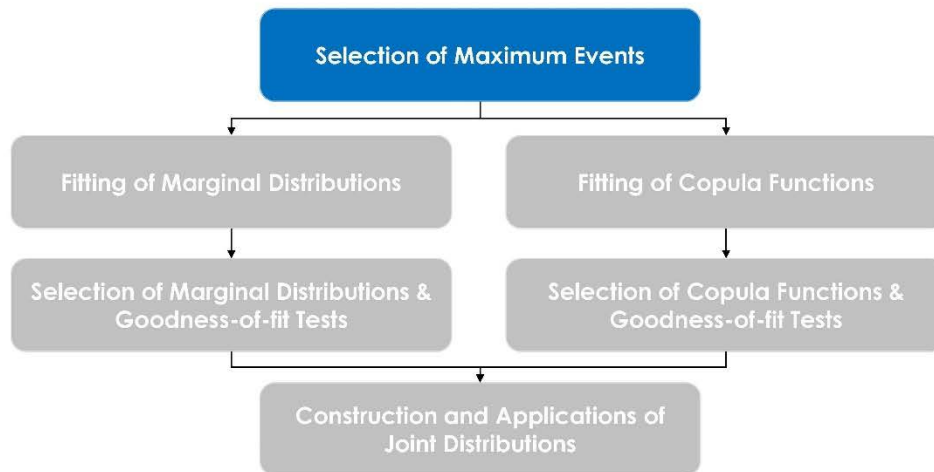 Selection of Maximum Events
Fitting of Marginal Distributions
Fitting of Copula Functions
Selection of Marginal Distributions &
Goodness-of-fit Tests
Selection of Copula Functions &
Goodness-of-fit Tests
Construction and Applications of
Joint Distributions